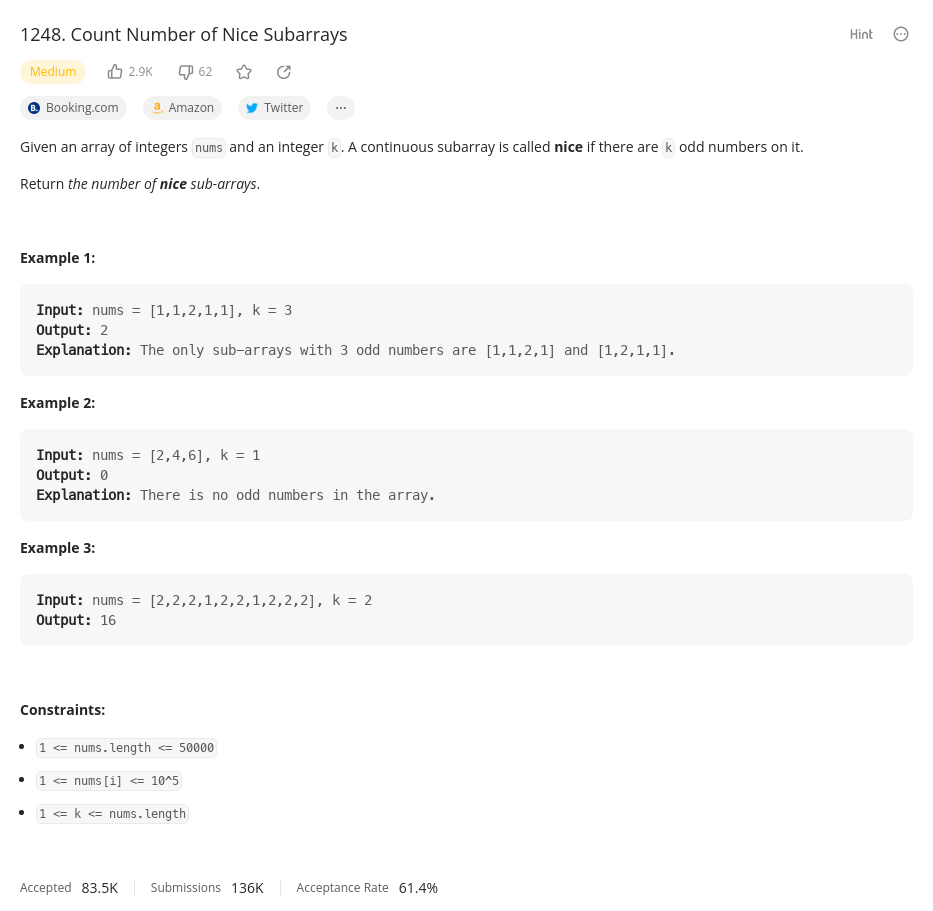 1248. Count Number of Nice Subarrays
Hint
Medium 2.9K 62
Booking.com Amazon Twitter ...
Given an array of integers nums and an integer k. A continuous subarray is called nice if there are k odd numbers on it.
Return the number of nice sub-arrays.
Example 1:
Input: nums = [1,1,2,1,1], k = 3
Output: 2
Explanation: The only sub-arrays with 3 odd numbers are [1,1,2,1] and [1,2,1,1].
Example 2:
Input: nums = [2,4,6], k = 1
Output: 0
Explanation: There is no odd numbers in the array.
Example 3:
Input: nums = [2,2,2,1,2,2,1,2,2,2], k = 2
Output: 16
Constraints:
1 <= nums.length <= 50000
1 <= nums[i] <= 10^5
1 <= k <= nums.length
Accepted 83.5K Submissions 136K Acceptance Rate 61.4%